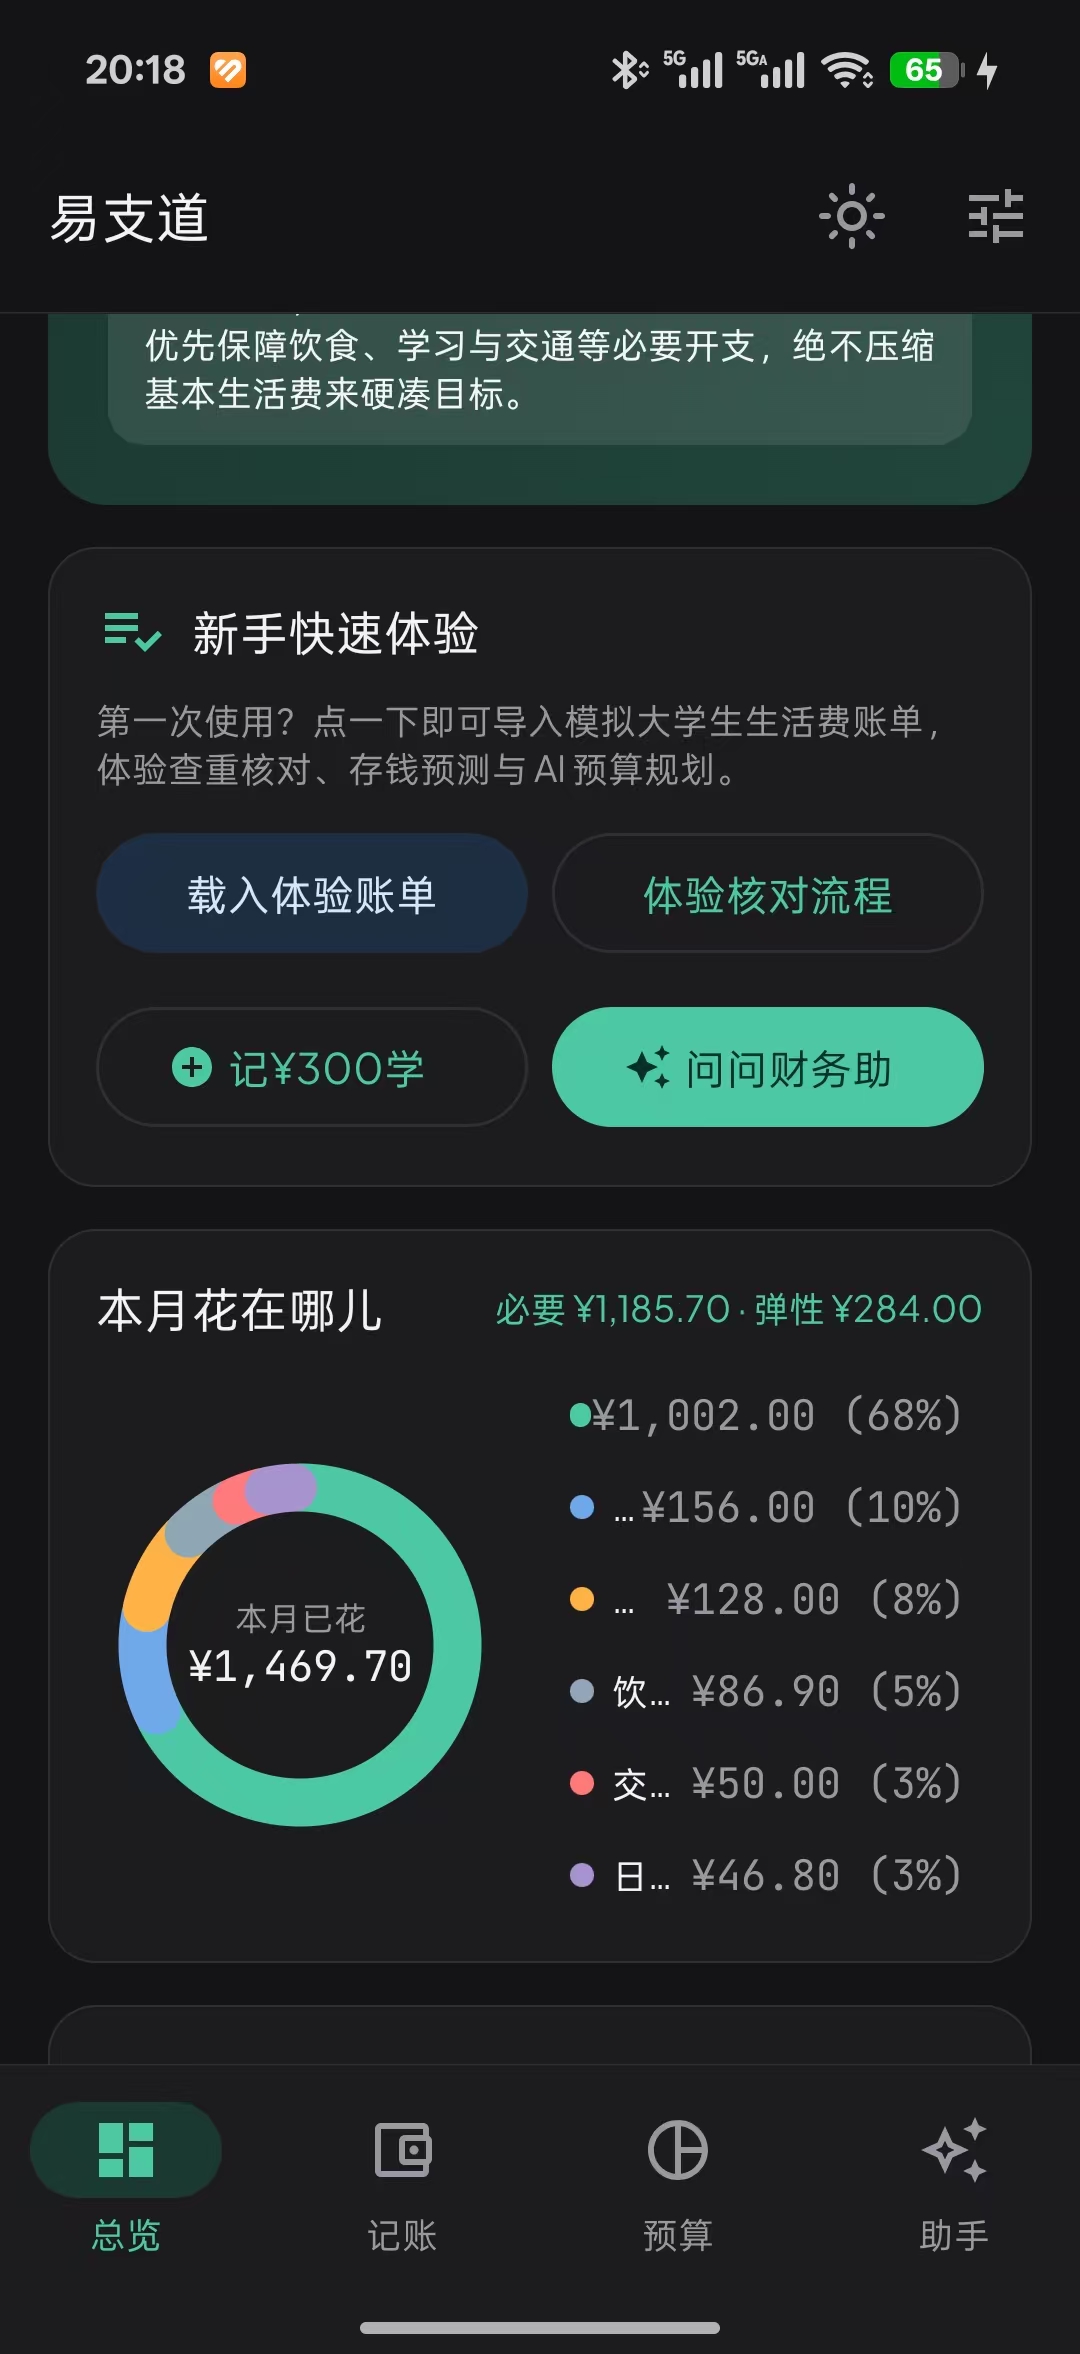 20:18
5G
5GA
65
易支道
优先保障饮食、学习与交通等必要开支，绝不压缩
基本生活费来硬凑目标。
新手快速体验
第一次使用？点一下即可导入模拟大学生生活费账单，
体验查重核对、存钱预测与 AI 预算规划。
载入体验账单
体验核对流程
记¥300学
问问财务助
本月花在哪儿
必要 ¥1,185.70 · 弹性 ¥284.00
¥1,002.00 (68%)
... ¥156.00 (10%)
... ¥128.00 (8%)
饮... ¥86.90 (5%)
交... ¥50.00 (3%)
日... ¥46.80 (3%)
本月已花
¥1,469.70
总览
记账
预算
助手